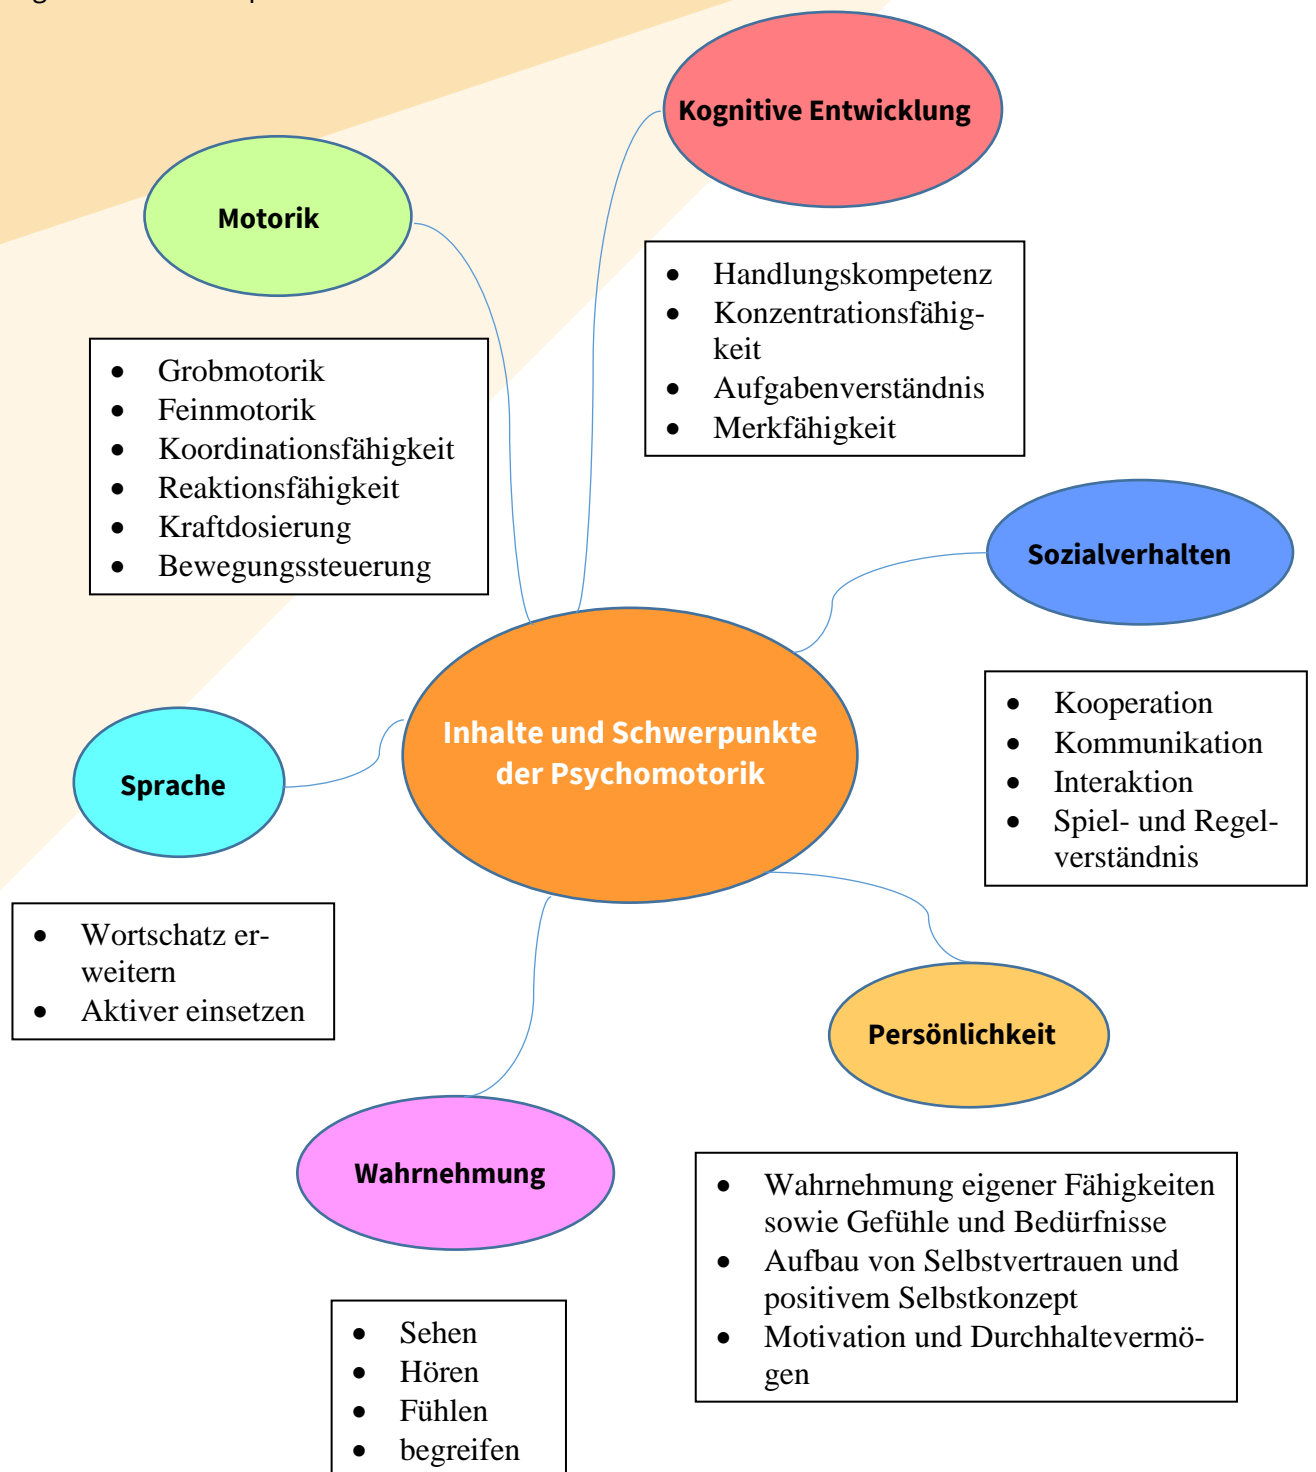 Kognitive Entwicklung
Motorik
• Handlungskompetenz
• Konzentrationsfähig-
keit
• Aufgabenverständnis
• Merkfähigkeit
• Grobmotorik
• Feinmotorik
• Koordinationsfähigkeit
• Reaktionsfähigkeit
• Kraftdosierung
• Bewegungssteuerung
Sozialverhalten
• Kooperation
• Kommunikation
• Interaktion
• Spiel- und Regel-
verständnis
Inhalte und Schwerpunkte
der Psychomotorik
Sprache
• Wortschatz er-
weitern
• Aktiver einsetzen
Persönlichkeit
• Wahrnehmung eigener Fähigkeiten
sowie Gefühle und Bedürfnisse
• Aufbau von Selbstvertrauen und
positivem Selbstkonzept
• Motivation und Durchhaltevermö-
gen
Wahrnehmung
• Sehen
• Hören
• Fühlen
• begreifen